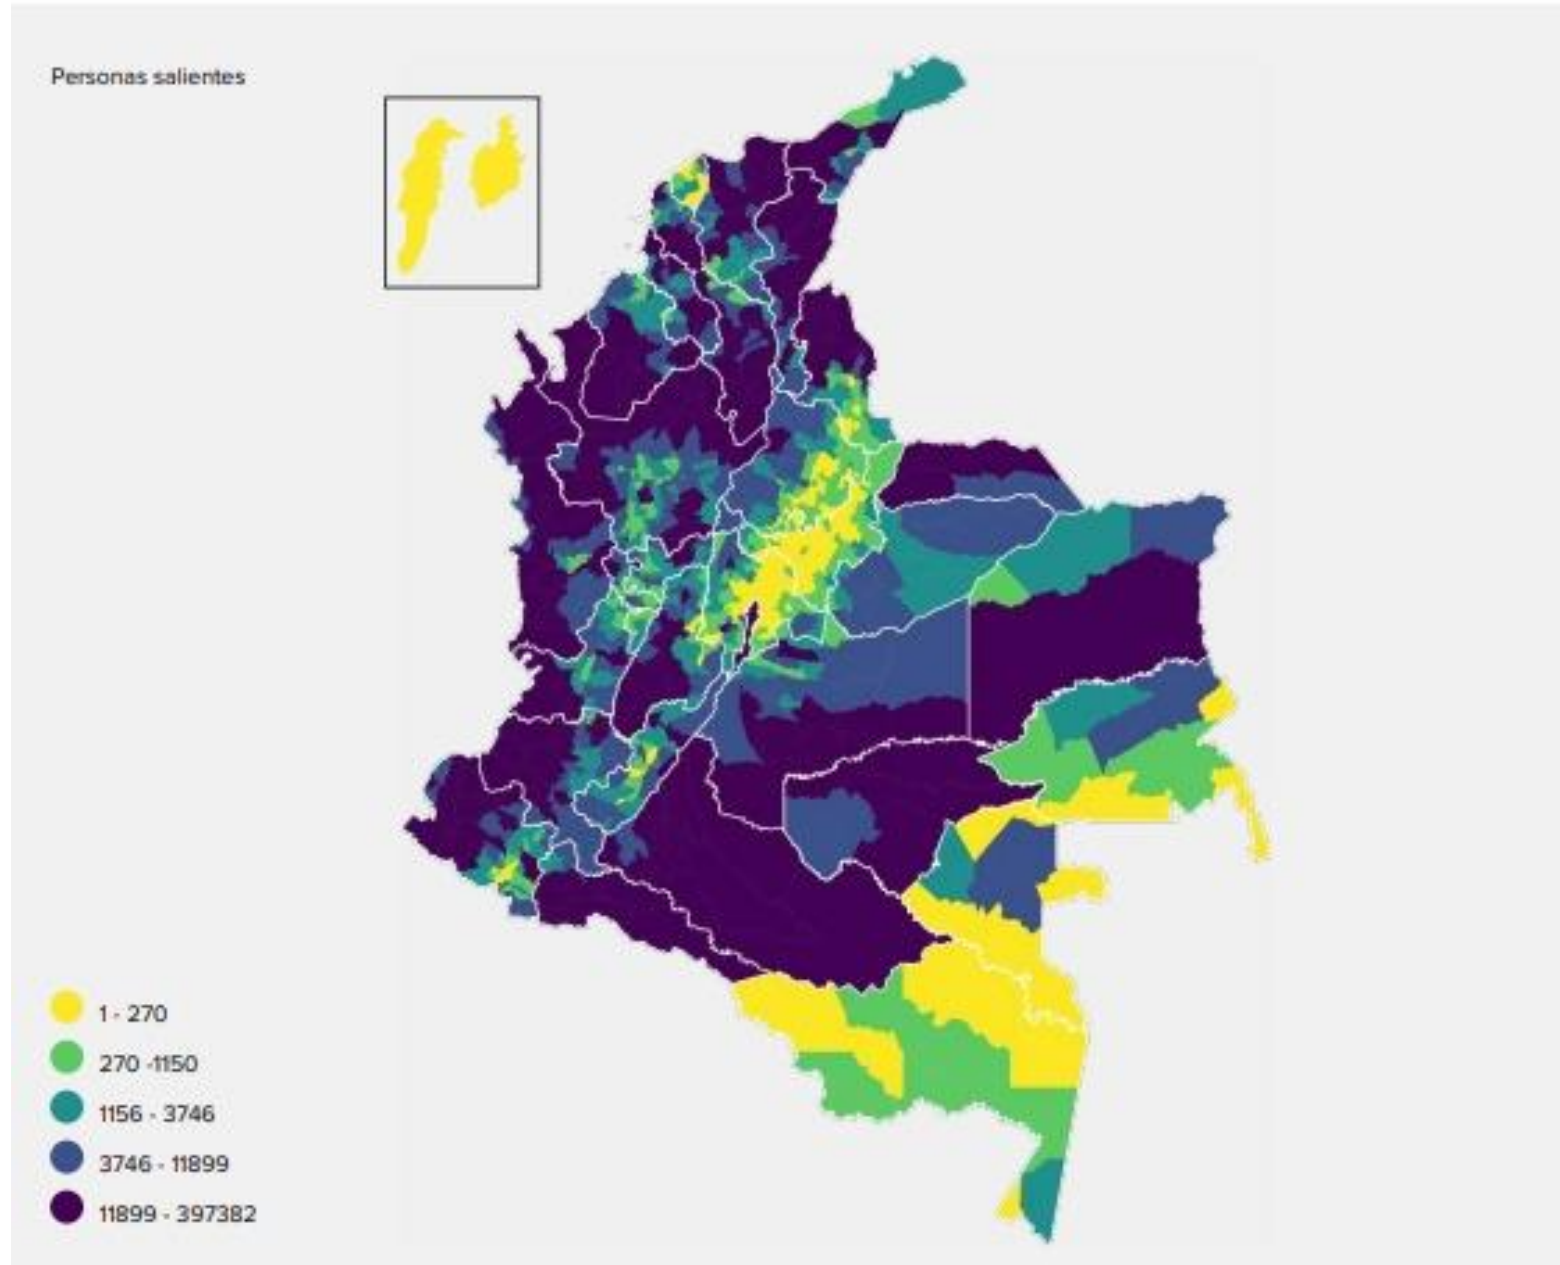 Personas salientes
1 - 270
270 -1150
1156 - 3746
3746 - 11899
11899 - 397382